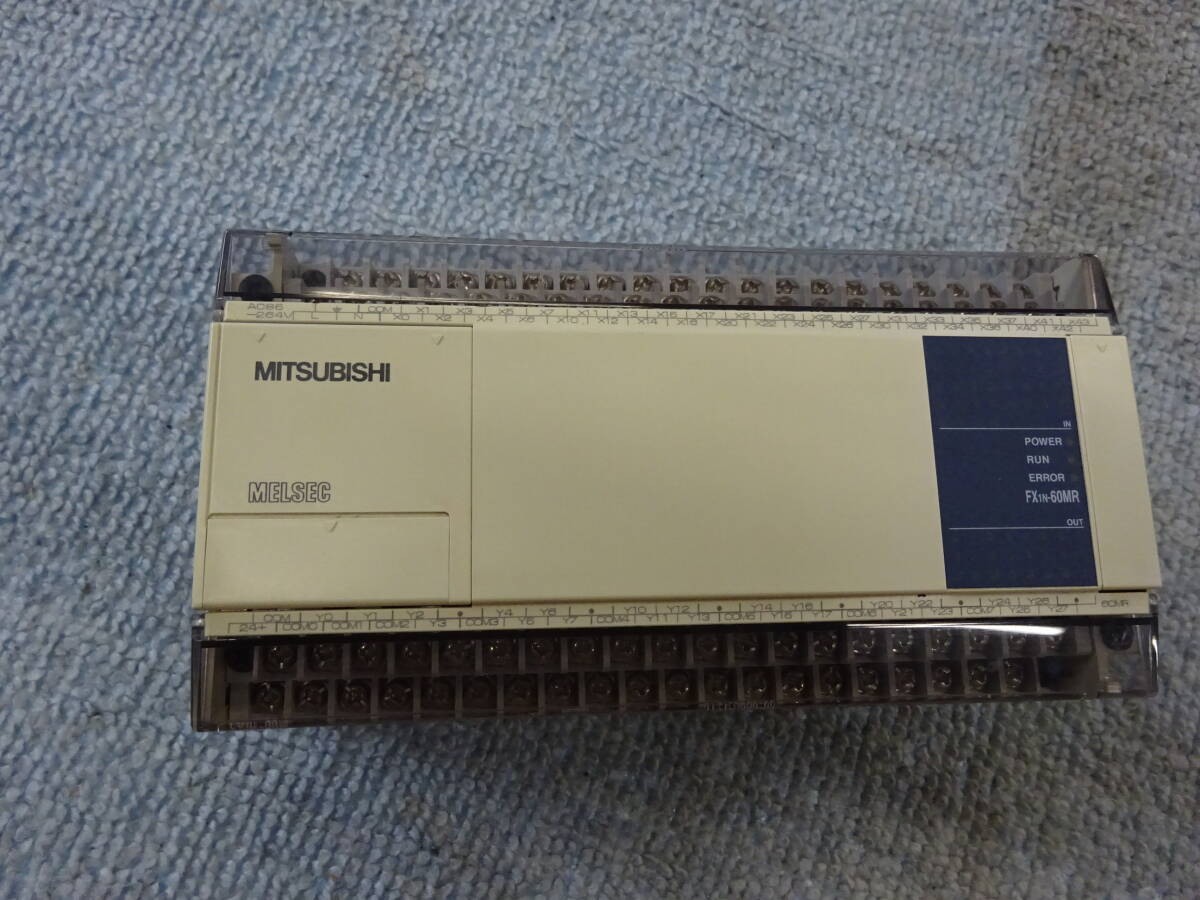 AC85 COM X1 X3 X5 X7 X11 X13 X15 X17 X21 X23 X25 X27 X31 X33 X35 X37 X41 X43
-264V L N X0 X2 X4 X6 X10 X12 X14 X16 X20 X22 X24 X26 X30 X32 X34 X36 X40 X42
MITSUBISHI
MELSEC
IN
POWER
RUN
ERROR
FX1N-60MR
OUT
COM Y0 Y1 Y2 • Y4 Y6 • Y10 Y12 • Y14 Y16 • Y20 Y22 • Y24 Y26 • 60MR
24+ COM0 COM1 COM2 Y3 COM3 Y5 Y7 COM4 Y11 Y13 COM5 Y15 Y17 COM6 Y21 Y23 COM7 Y25 Y27